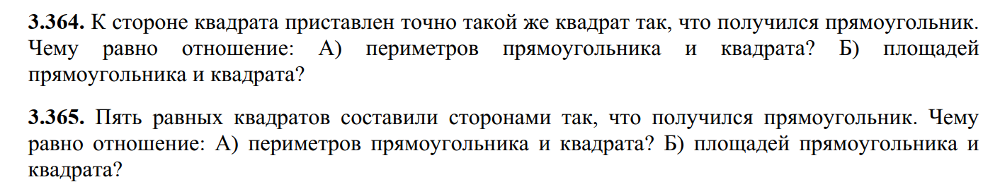 3.364. К стороне квадрата приставлен точно такой же квадрат так, что получился прямоугольник.
Чему равно отношение: А) периметров прямоугольника и квадрата? Б) площадей
прямоугольника и квадрата?
3.365. Пять равных квадратов составили сторонами так, что получился прямоугольник. Чему
равно отношение: А) периметров прямоугольника и квадрата? Б) площадей прямоугольника и
квадрата?